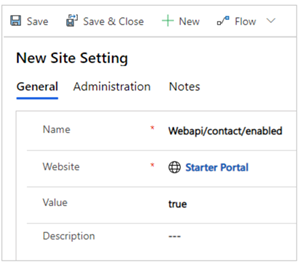 Save Save & Close New Flow
New Site Setting
General Administration Notes
Name * Webapi/contact/enabled
Website * Starter Portal
Value true
Description ---